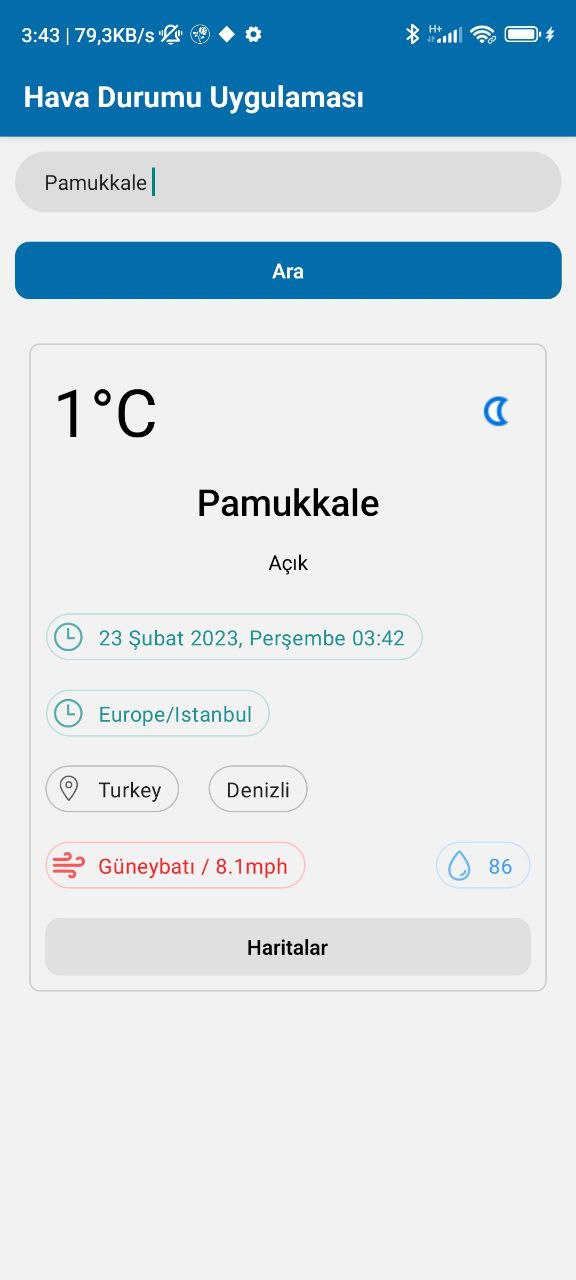 3:43 | 79,3KB/s H+
Hava Durumu Uygulaması
Pamukkale
Ara
1°C
Pamukkale
Açık
23 Şubat 2023, Perşembe 03:42
Europe/Istanbul
Turkey Denizli
Güneybatı / 8.1mph 86
Haritalar